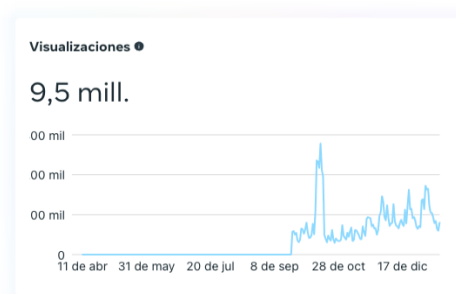 Visualizaciones
9,5 mill.
00 mil
00 mil
00 mil
0
11 de abr 31 de may 20 de jul 8 de sep 28 de oct 17 de dic